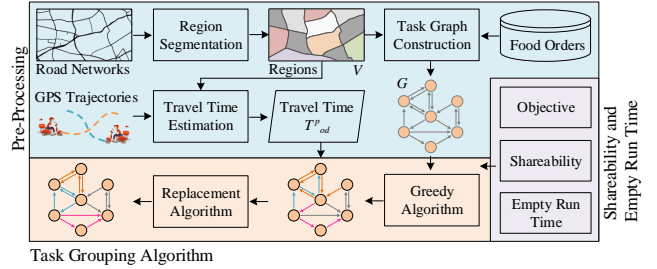 Pre-Processing
Road Networks
Region
Segmentation
Regions
V
Task Graph
Construction
Food Orders
GPS Trajectories
Travel Time
Estimation
Travel Time
T^p_od
G
Objective
Shareability
Empty Run
Time
Shareability and
Empty Run Time
Replacement
Algorithm
Greedy
Algorithm
Task Grouping Algorithm